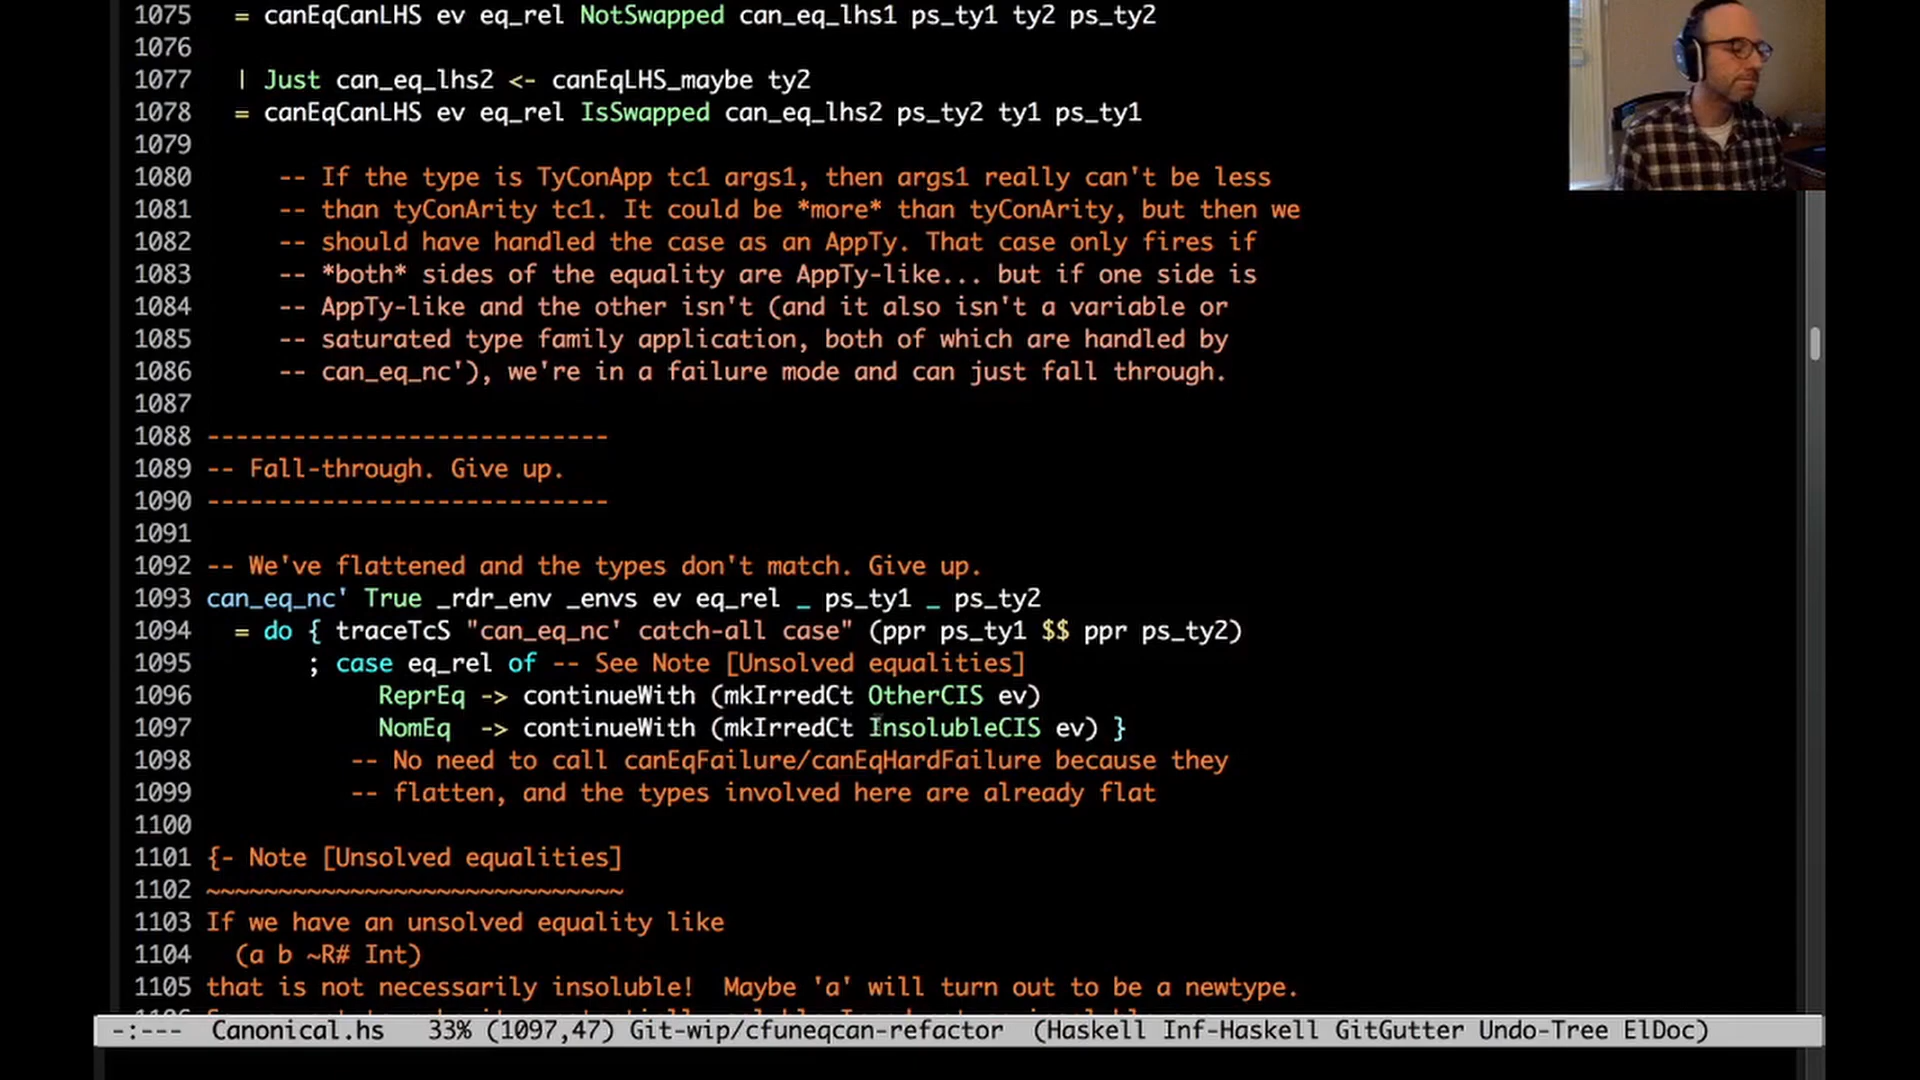 1075   = canEqCanLHS ev eq_rel NotSwapped can_eq_lhs1 ps_ty1 ty2 ps_ty2
1076
1077   | Just can_eq_lhs2 <- canEqLHS_maybe ty2
1078   = canEqCanLHS ev eq_rel IsSwapped can_eq_lhs2 ps_ty2 ty1 ps_ty1
1079
1080      -- If the type is TyConApp tc1 args1, then args1 really can't be less
1081      -- than tyConArity tc1. It could be *more* than tyConArity, but then we
1082      -- should have handled the case as an AppTy. That case only fires if
1083      -- *both* sides of the equality are AppTy-like... but if one side is
1084      -- AppTy-like and the other isn't (and it also isn't a variable or
1085      -- saturated type family application, both of which are handled by
1086      -- can_eq_nc'), we're in a failure mode and can just fall through.
1087
1088 ----------------------------
1089 -- Fall-through. Give up.
1090 ----------------------------
1091
1092 -- We've flattened and the types don't match. Give up.
1093 can_eq_nc' True _rdr_env _envs ev eq_rel _ ps_ty1 _ ps_ty2
1094   = do { traceTcS "can_eq_nc' catch-all case" (ppr ps_ty1 $$ ppr ps_ty2)
1095        ; case eq_rel of -- See Note [Unsolved equalities]
1096             ReprEq -> continueWith (mkIrredCt OtherCIS ev)
1097             NomEq  -> continueWith (mkIrredCt InsolubleCIS ev) }
1098           -- No need to call canEqFailure/canEqHardFailure because they
1099           -- flatten, and the types involved here are already flat
1100
1101 {- Note [Unsolved equalities]
1102 ~~~~~~~~~~~~~~~~~~~~~~~~~~~~~
1103 If we have an unsolved equality like
1104   (a b ~R# Int)
1105 that is not necessarily insoluble!  Maybe 'a' will turn out to be a newtype.
-:---  Canonical.hs   33% (1097,47) Git-wip/cfuneqcan-refactor  (Haskell Inf-Haskell GitGutter Undo-Tree ElDoc)